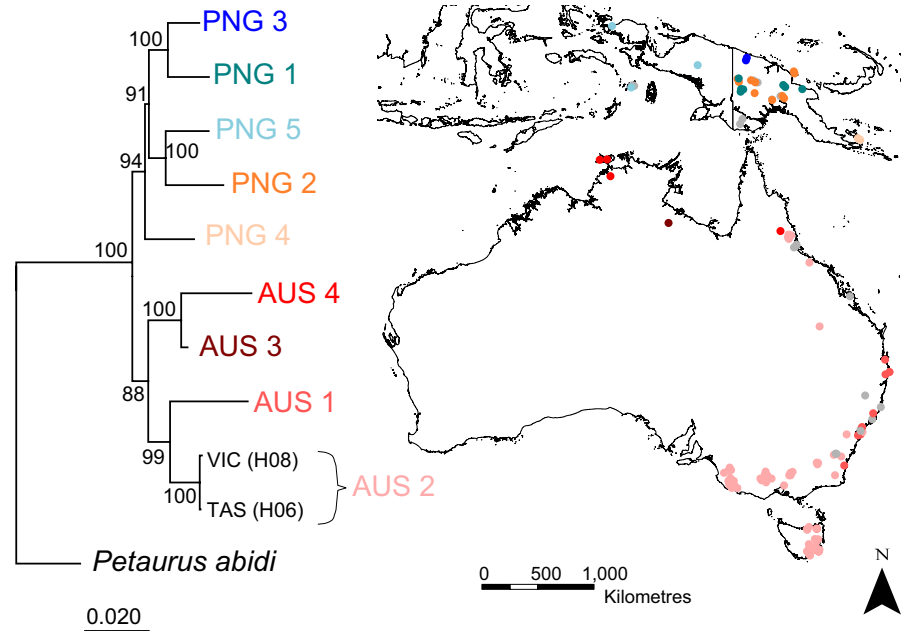 PNG 3
100
PNG 1
91
PNG 5
100
94
PNG 2
PNG 4
100
AUS 4
100
AUS 3
88
AUS 1
99
VIC (H08)
AUS 2
100
TAS (H06)
Petaurus abidi
0.020
0 500 1,000
Kilometres
N